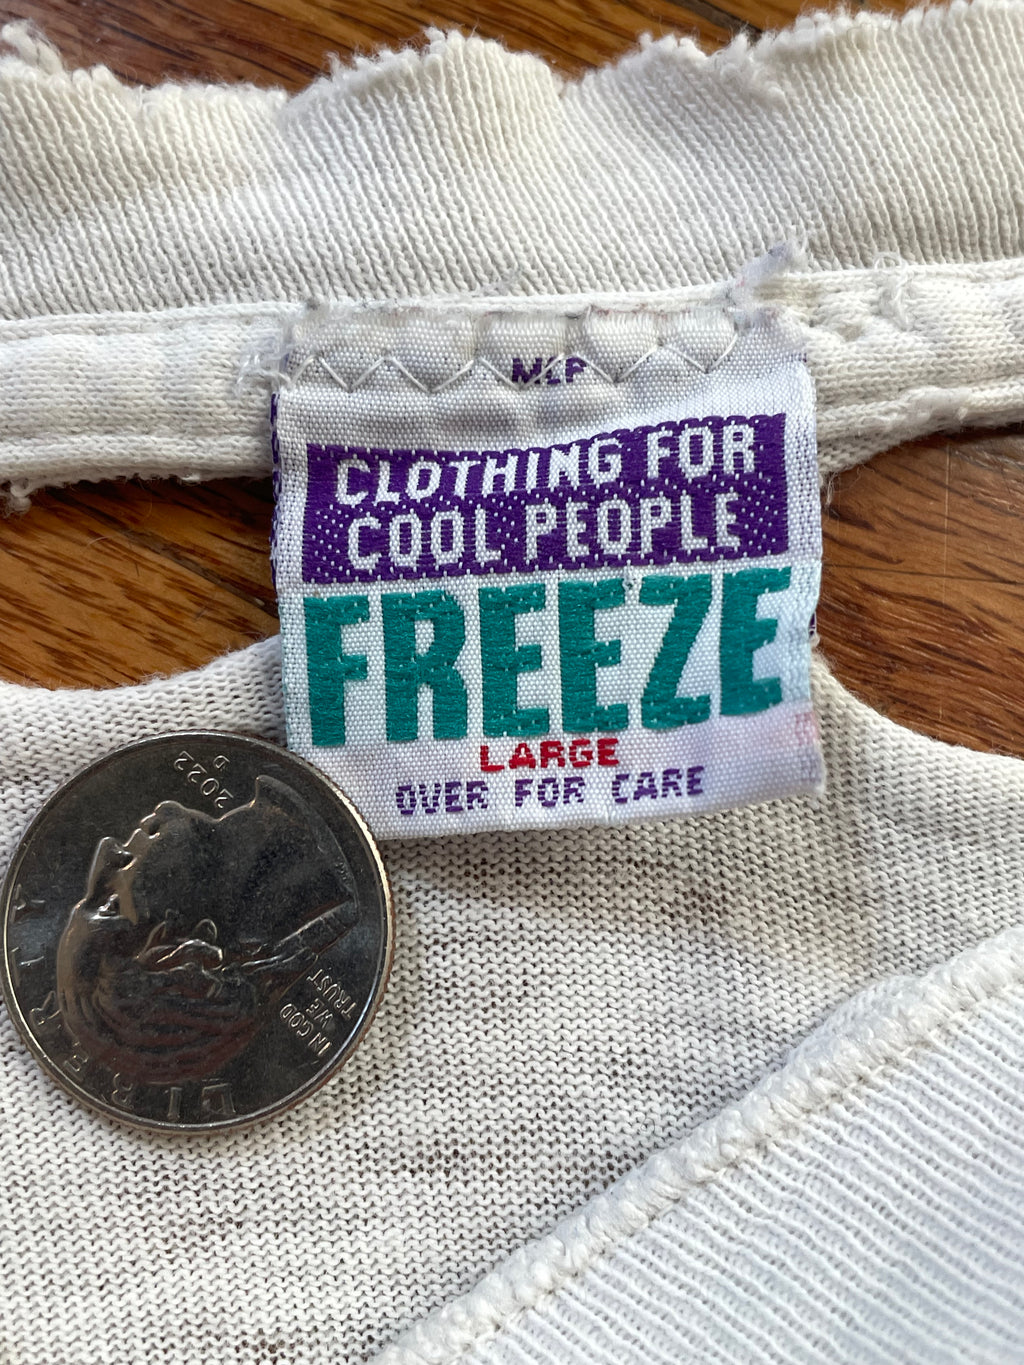 CLOTHING FOR
COOL PEOPLE
FREEZE
LARGE
OVER FOR CARE
2022
D
LIBERTY
IN GOD
WE
TRUST